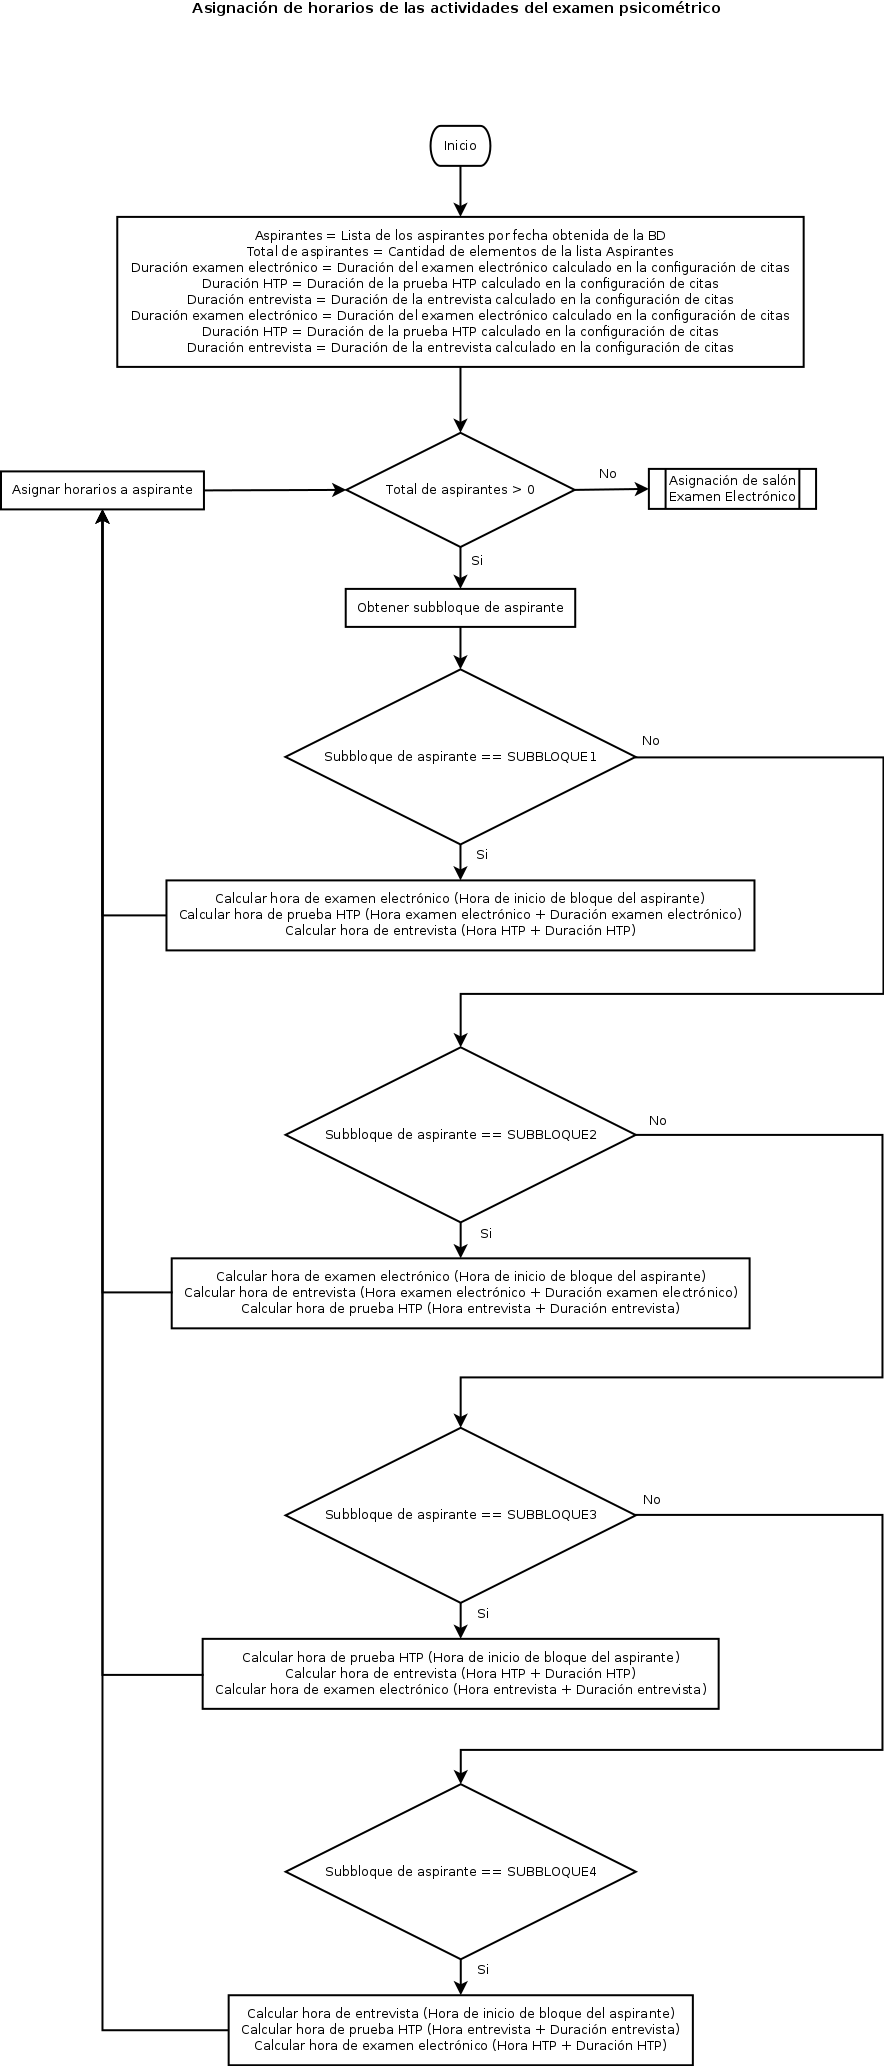 Asignación de horarios de las actividades del examen psicométrico
Inicio
Aspirantes = Lista de los aspirantes por fecha obtenida de la BD
Total de aspirantes = Cantidad de elementos de la lista Aspirantes
Duración examen electrónico = Duración del examen electrónico calculado en la configuración de citas
Duración HTP = Duración de la prueba HTP calculado en la configuración de citas
Duración entrevista = Duración de la entrevista calculado en la configuración de citas
Duración examen electrónico = Duración del examen electrónico calculado en la configuración de citas
Duración HTP = Duración de la prueba HTP calculado en la configuración de citas
Duración entrevista = Duración de la entrevista calculado en la configuración de citas
Asignar horarios a aspirante
Total de aspirantes > 0
No
Asignación de salón
Examen Electrónico
Si
Obtener subbloque de aspirante
Subbloque de aspirante == SUBBLOQUE1
No
Si
Calcular hora de examen electrónico (Hora de inicio de bloque del aspirante)
Calcular hora de prueba HTP (Hora examen electrónico + Duración examen electrónico)
Calcular hora de entrevista (Hora HTP + Duración HTP)
Subbloque de aspirante == SUBBLOQUE2
No
Si
Calcular hora de examen electrónico (Hora de inicio de bloque del aspirante)
Calcular hora de entrevista (Hora examen electrónico + Duración examen electrónico)
Calcular hora de prueba HTP (Hora entrevista + Duración entrevista)
Subbloque de aspirante == SUBBLOQUE3
No
Si
Calcular hora de prueba HTP (Hora de inicio de bloque del aspirante)
Calcular hora de entrevista (Hora HTP + Duración HTP)
Calcular hora de examen electrónico (Hora entrevista + Duración entrevista)
Subbloque de aspirante == SUBBLOQUE4
Si
Calcular hora de entrevista (Hora de inicio de bloque del aspirante)
Calcular hora de prueba HTP (Hora entrevista + Duración entrevista)
Calcular hora de examen electrónico (Hora HTP + Duración HTP)